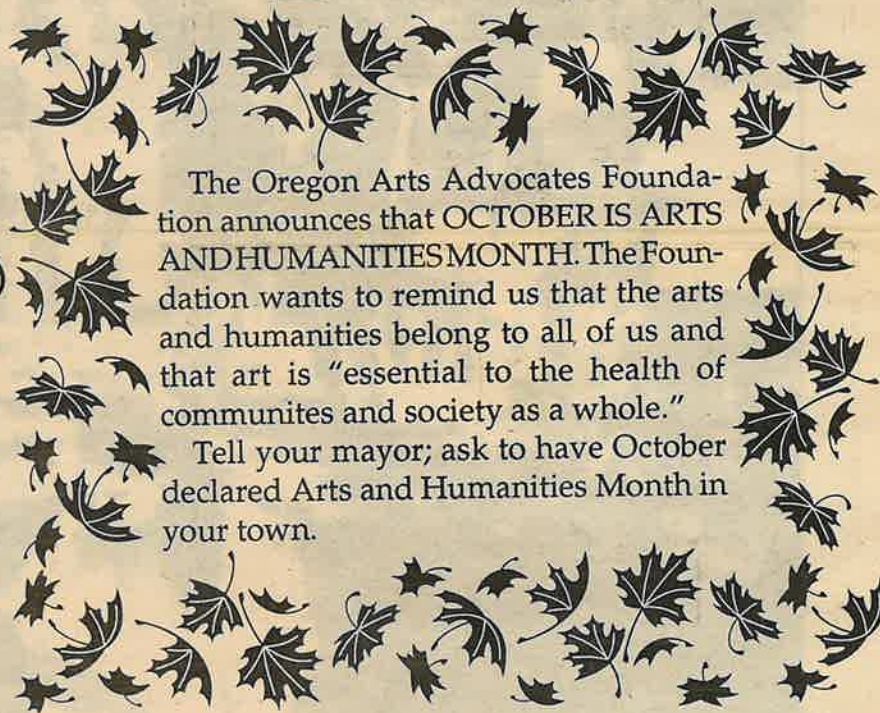 The Oregon Arts Advocates Founda-
tion announces that OCTOBER IS ARTS
AND HUMANITIES MONTH. The Foun-
dation wants to remind us that the arts
and humanities belong to all of us and
that art is “essential to the health of
communites and society as a whole.”
Tell your mayor; ask to have October
declared Arts and Humanities Month in
your town.